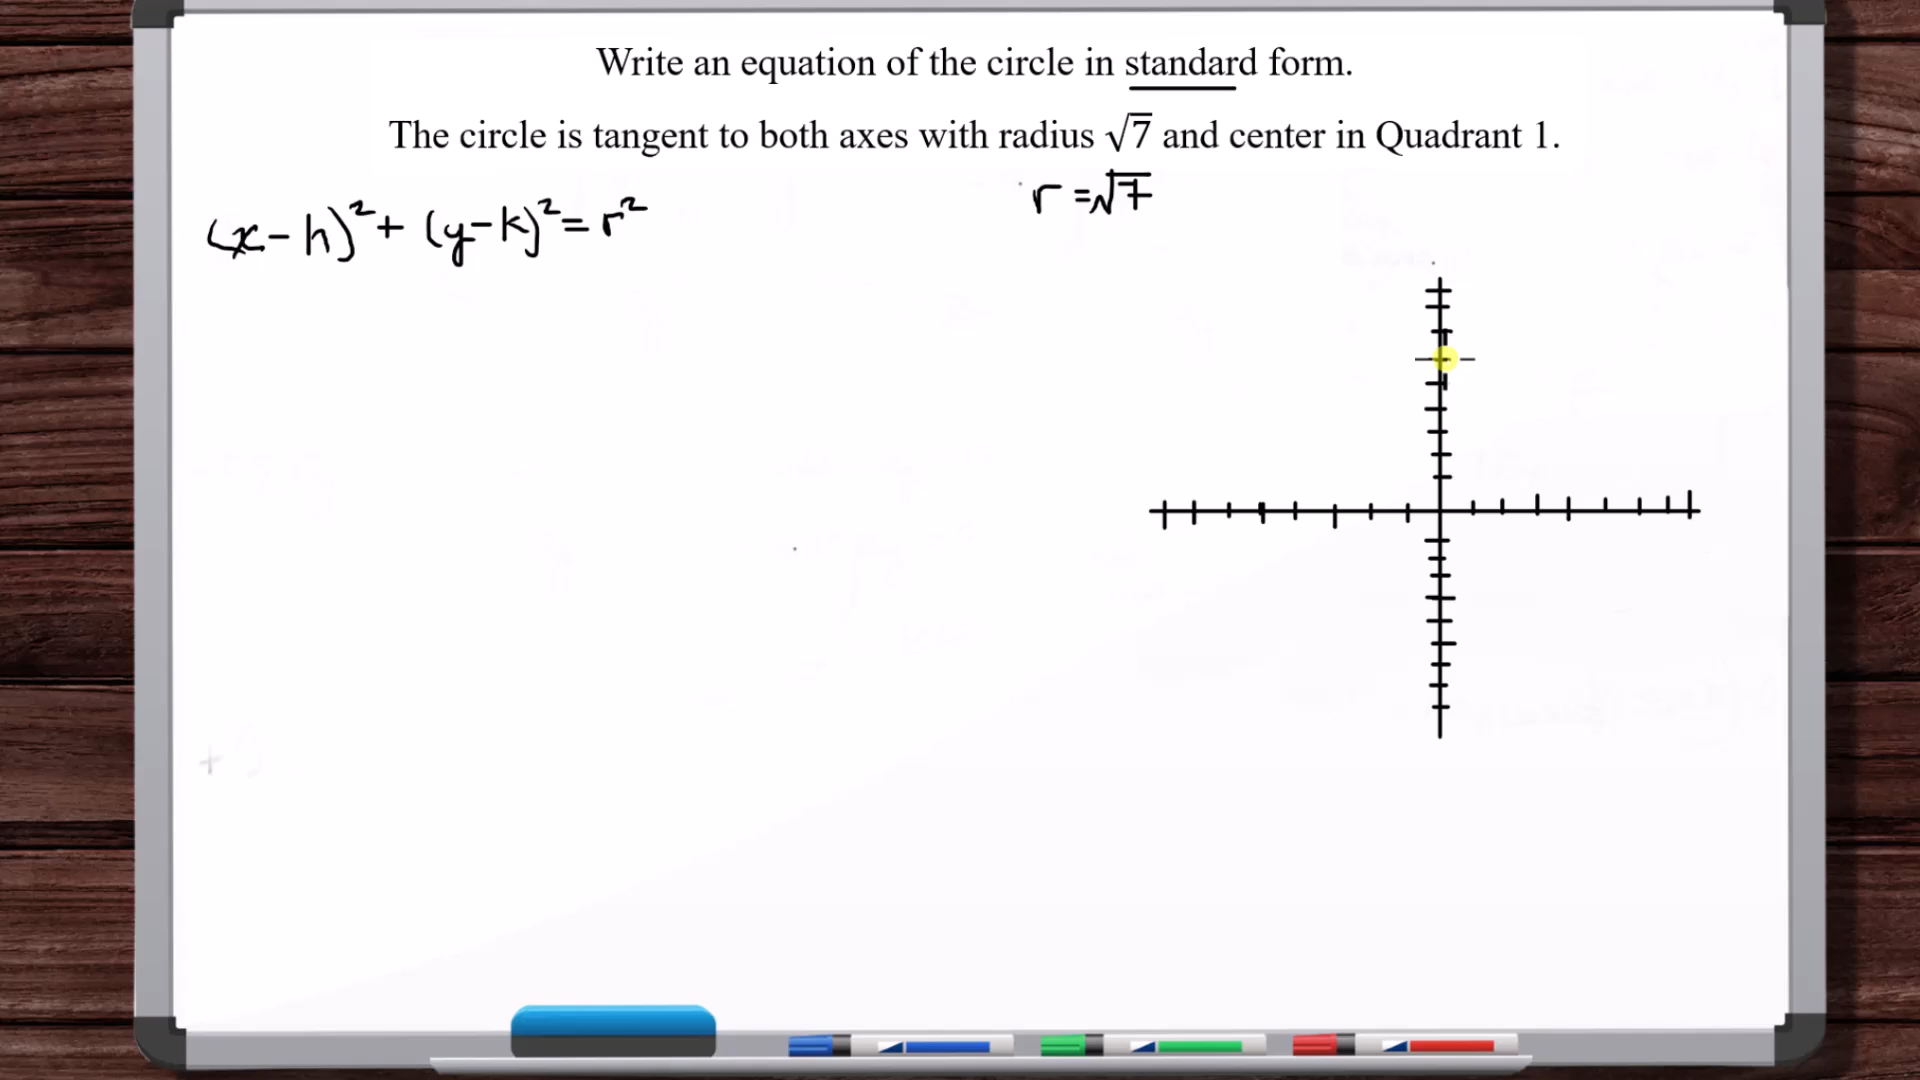 Write an equation of the circle in standard form.
The circle is tangent to both axes with radius √7 and center in Quadrant 1.
r = √7
(x - h)² + (y - k)² = r²